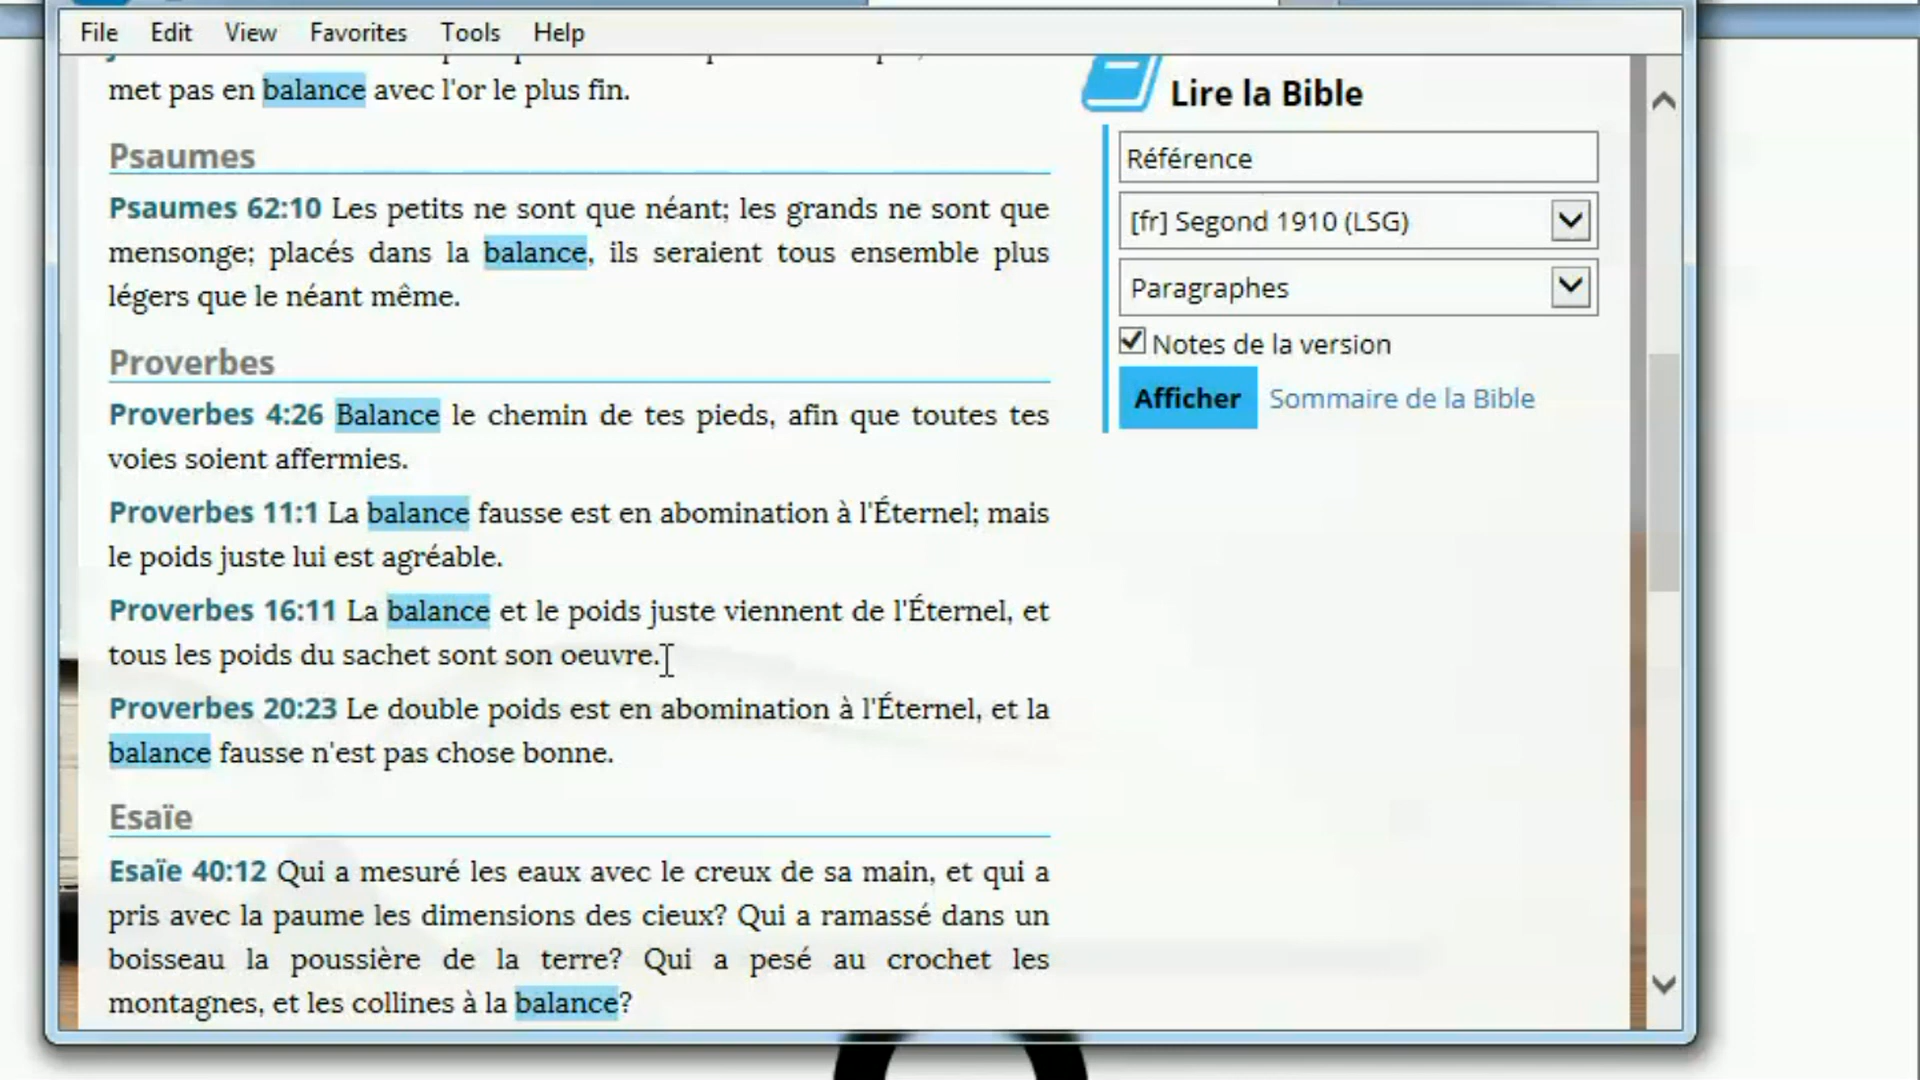 File Edit View Favorites Tools Help
met pas en balance avec l'or le plus fin.
Psaumes
Psaumes 62:10 Les petits ne sont que néant; les grands ne sont que
mensonge; placés dans la balance, ils seraient tous ensemble plus
légers que le néant même.
Proverbes
Proverbes 4:26 Balance le chemin de tes pieds, afin que toutes tes
voies soient affermies.
Proverbes 11:1 La balance fausse est en abomination à l'Éternel; mais
le poids juste lui est agréable.
Proverbes 16:11 La balance et le poids juste viennent de l'Éternel, et
tous les poids du sachet sont son oeuvre.
Proverbes 20:23 Le double poids est en abomination à l'Éternel, et la
balance fausse n'est pas chose bonne.
Esaïe
Esaïe 40:12 Qui a mesuré les eaux avec le creux de sa main, et qui a
pris avec la paume les dimensions des cieux? Qui a ramassé dans un
boisseau la poussière de la terre? Qui a pesé au crochet les
montagnes, et les collines à la balance?
Lire la Bible
Référence
[fr] Segond 1910 (LSG)
Paragraphes
Notes de la version
Afficher Sommaire de la Bible